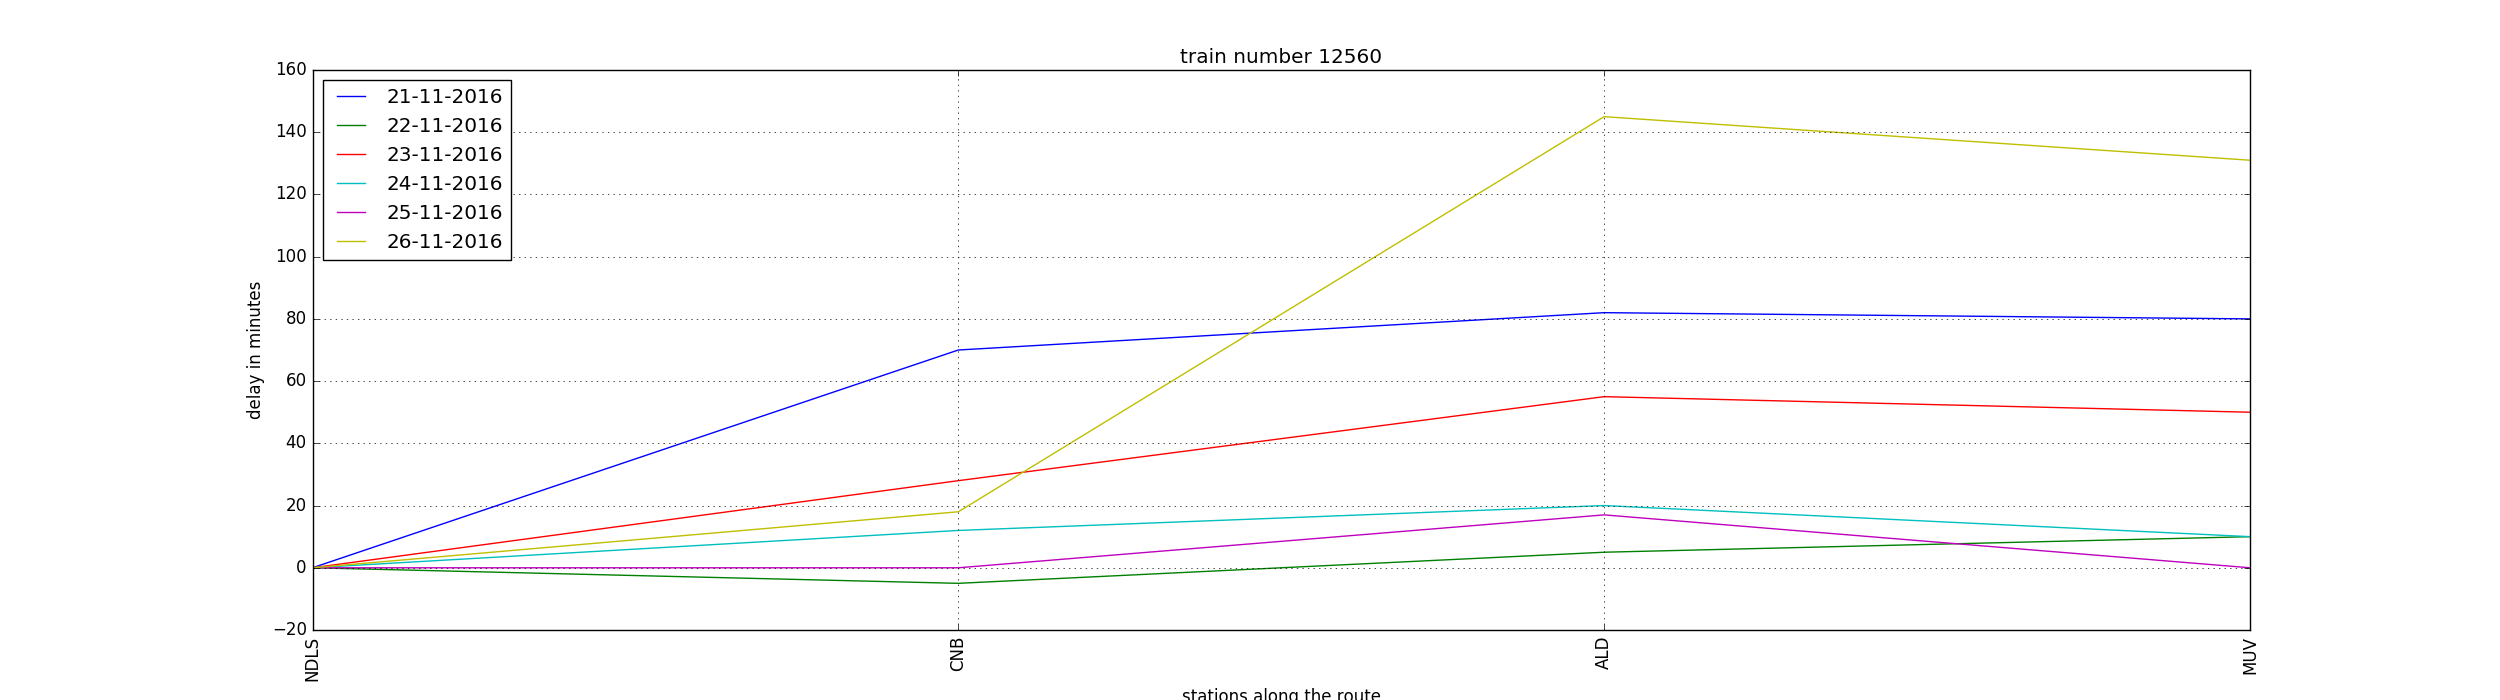 train number 12560
160
140
120
100
80
60
40
20
0
−20
delay in minutes
21-11-2016
22-11-2016
23-11-2016
24-11-2016
25-11-2016
26-11-2016
NDLS
CNB
ALD
MUV
stations along the route